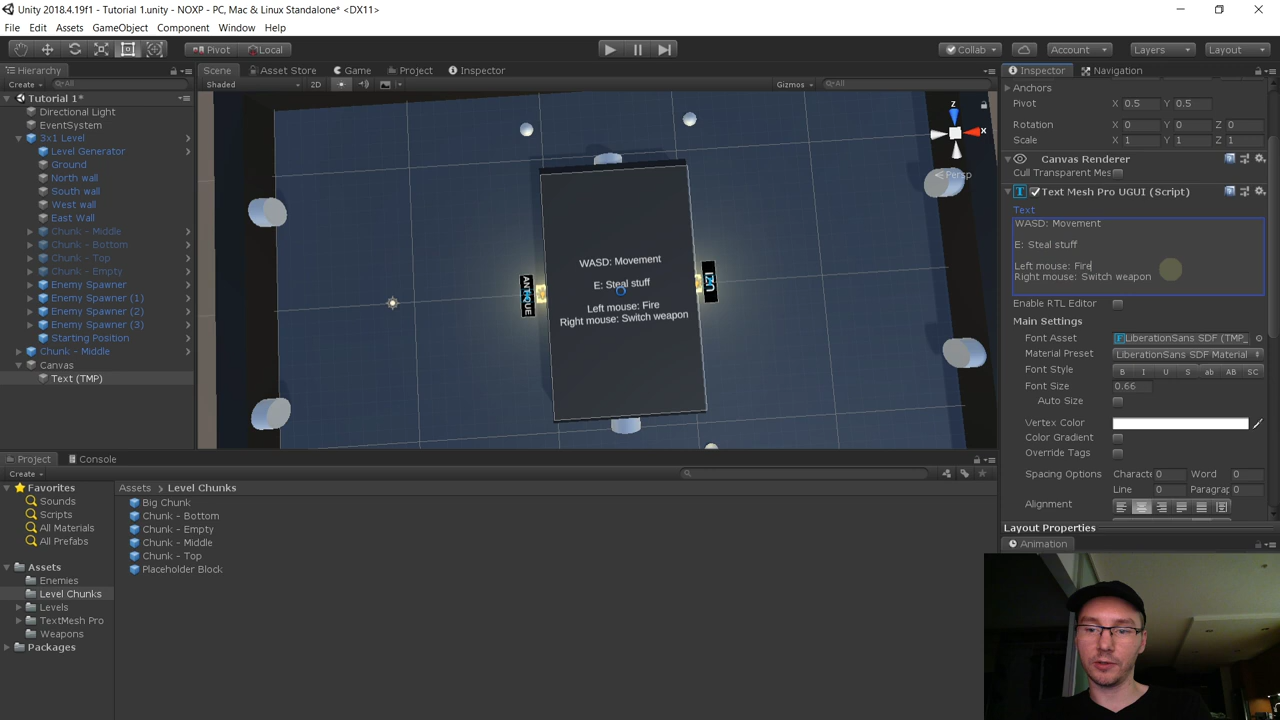 Unity 2018.4.19f1 - Tutorial 1.unity - NOXP - PC, Mac & Linux Standalone* <DX11>
File Edit Assets GameObject Component Window Help
Pivot Local Collab Account Layers Layout
Hierarchy Scene Asset Store Game Project Inspector Inspector Navigation
Create All Shaded 2D Gizmos All
Tutorial 1*
Directional Light
EventSystem
3x1 Level
Level Generator
Ground
North wall
South wall
West wall
East Wall
Chunk - Middle
Chunk - Bottom
Chunk - Top
Chunk - Empty
Enemy Spawner
Enemy Spawner (1)
Enemy Spawner (2)
Enemy Spawner (3)
Starting Position
Chunk - Middle
Canvas
Text (TMP)
z
x
Persp
ANTIQUE
UZI
WASD: Movement
E: Steal stuff
Left mouse: Fire
Right mouse: Switch weapon
Anchors
Pivot X 0.5 Y 0.5
Rotation X 0 Y 0 Z 0
Scale X 1 Y 1 Z 1
Canvas Renderer
Cull Transparent Mes
Text Mesh Pro UGUI (Script)
Text
WASD: Movement
E: Steal stuff
Left mouse: Fire
Right mouse: Switch weapon
Enable RTL Editor
Main Settings
Font Asset LiberationSans SDF (TMP_
Material Preset LiberationSans SDF Material
Font Style B I U S ab AB SC
Font Size 0.66
Auto Size
Vertex Color
Color Gradient
Override Tags
Spacing Options Characte 0 Word 0
Line 0 Paragrap 0
Alignment
Layout Properties
Animation
Project Console
Create
Favorites
Sounds
Scripts
All Materials
All Prefabs
Assets
Enemies
Level Chunks
Levels
TextMesh Pro
Weapons
Packages
Assets Level Chunks
Big Chunk
Chunk - Bottom
Chunk - Empty
Chunk - Middle
Chunk - Top
Placeholder Block